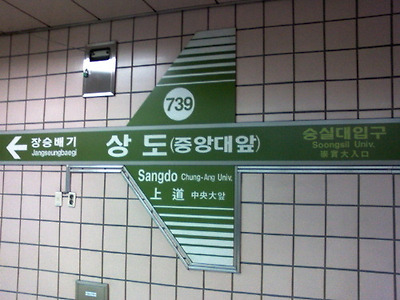 739
장승배기
Jangseungbaegi
상도(중앙대앞)
숭실대입구
Soongsil Univ.
崇實大入口
Sangdo Chung-Ang Univ.
上道 中央大앞